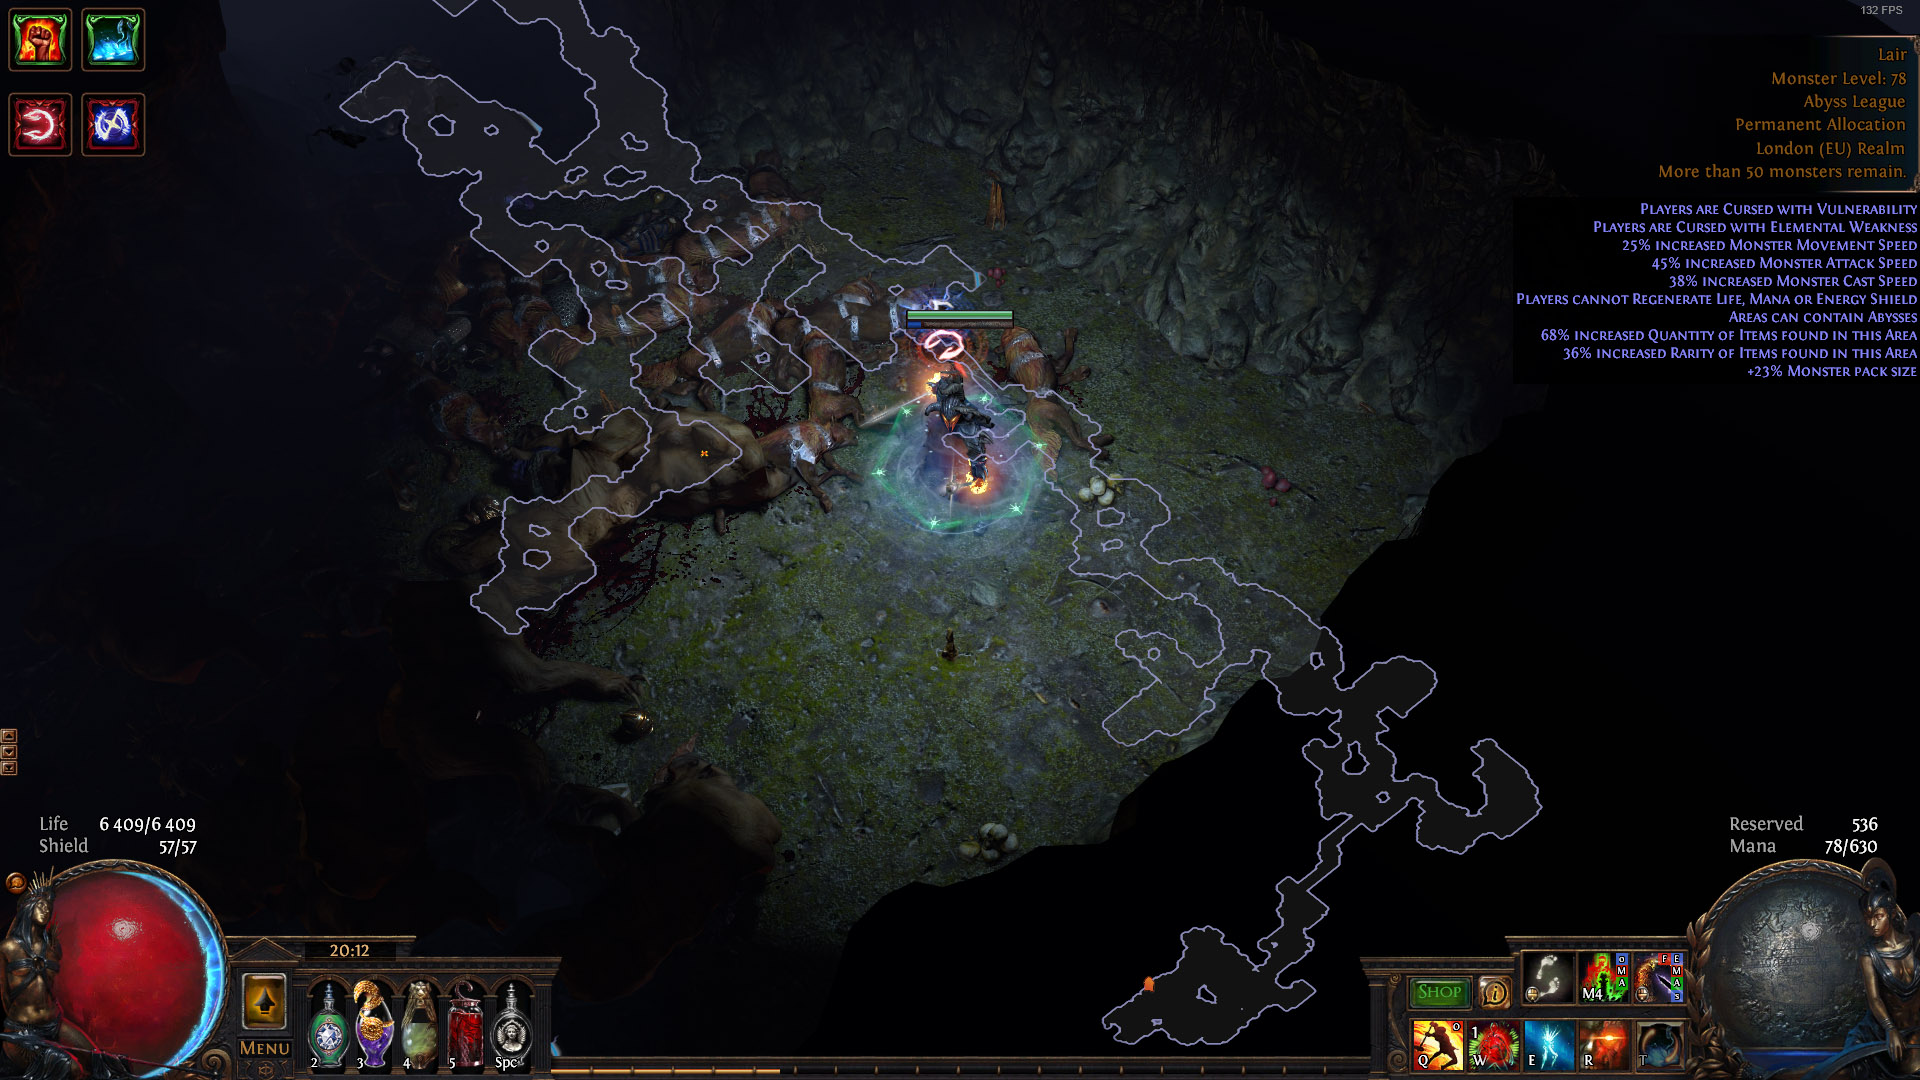 132 FPS
Lair
Monster Level: 78
Abyss League
Permanent Allocation
London (EU) Realm
More than 50 monsters remain.
Players are Cursed with Vulnerability
Players are Cursed with Elemental Weakness
25% increased Monster Movement Speed
45% increased Monster Attack Speed
38% increased Monster Cast Speed
Players cannot Regenerate Life, Mana or Energy Shield
Areas can contain Abysses
68% increased Quantity of Items found in this Area
36% increased Rarity of Items found in this Area
+23% Monster pack size
Life 6 409/6 409
Shield 57/57
Reserved 536
Mana 78/630
20:12
Menu
2 3 4 5 Spc
Shop
M4
O M A
F E M A S
Q O 1 W E R T